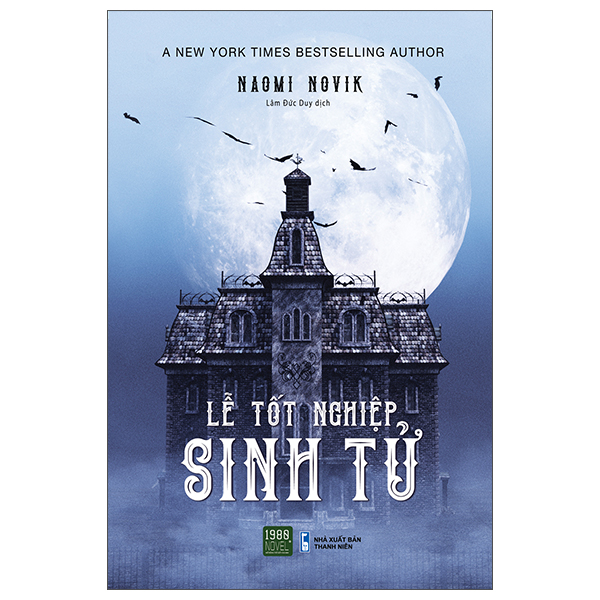 A NEW YORK TIMES BESTSELLING AUTHOR
NAOMI NOVIK
Lâm Đức Duy dịch
LỄ TỐT NGHIỆP
SINH TỬ
1980
NOVEL
NHÀ XUẤT BẢN
THANH NIÊN